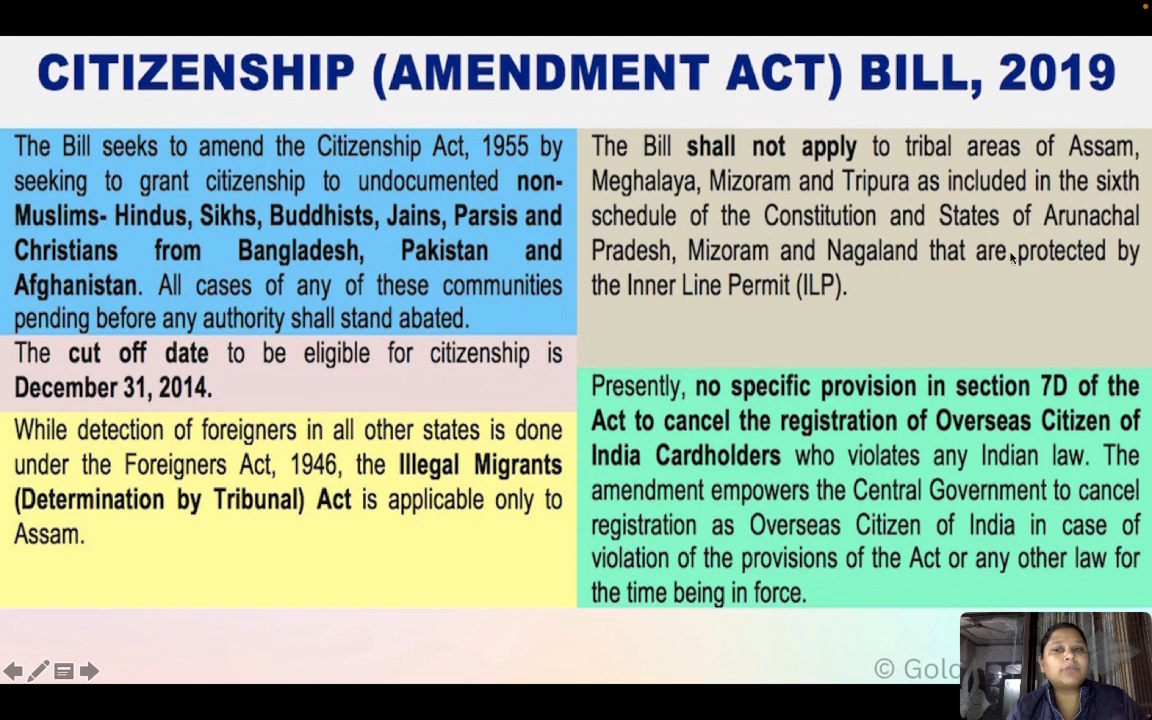 CITIZENSHIP (AMENDMENT ACT) BILL, 2019
The Bill seeks to amend the Citizenship Act, 1955 by
seeking to grant citizenship to undocumented non-
Muslims- Hindus, Sikhs, Buddhists, Jains, Parsis and
Christians from Bangladesh, Pakistan and
Afghanistan. All cases of any of these communities
pending before any authority shall stand abated.
The cut off date to be eligible for citizenship is
December 31, 2014.
While detection of foreigners in all other states is done
under the Foreigners Act, 1946, the Illegal Migrants
(Determination by Tribunal) Act is applicable only to
Assam.
The Bill shall not apply to tribal areas of Assam,
Meghalaya, Mizoram and Tripura as included in the sixth
schedule of the Constitution and States of Arunachal
Pradesh, Mizoram and Nagaland that are protected by
the Inner Line Permit (ILP).
Presently, no specific provision in section 7D of the
Act to cancel the registration of Overseas Citizen of
India Cardholders who violates any Indian law. The
amendment empowers the Central Government to cancel
registration as Overseas Citizen of India in case of
violation of the provisions of the Act or any other law for
the time being in force.
©